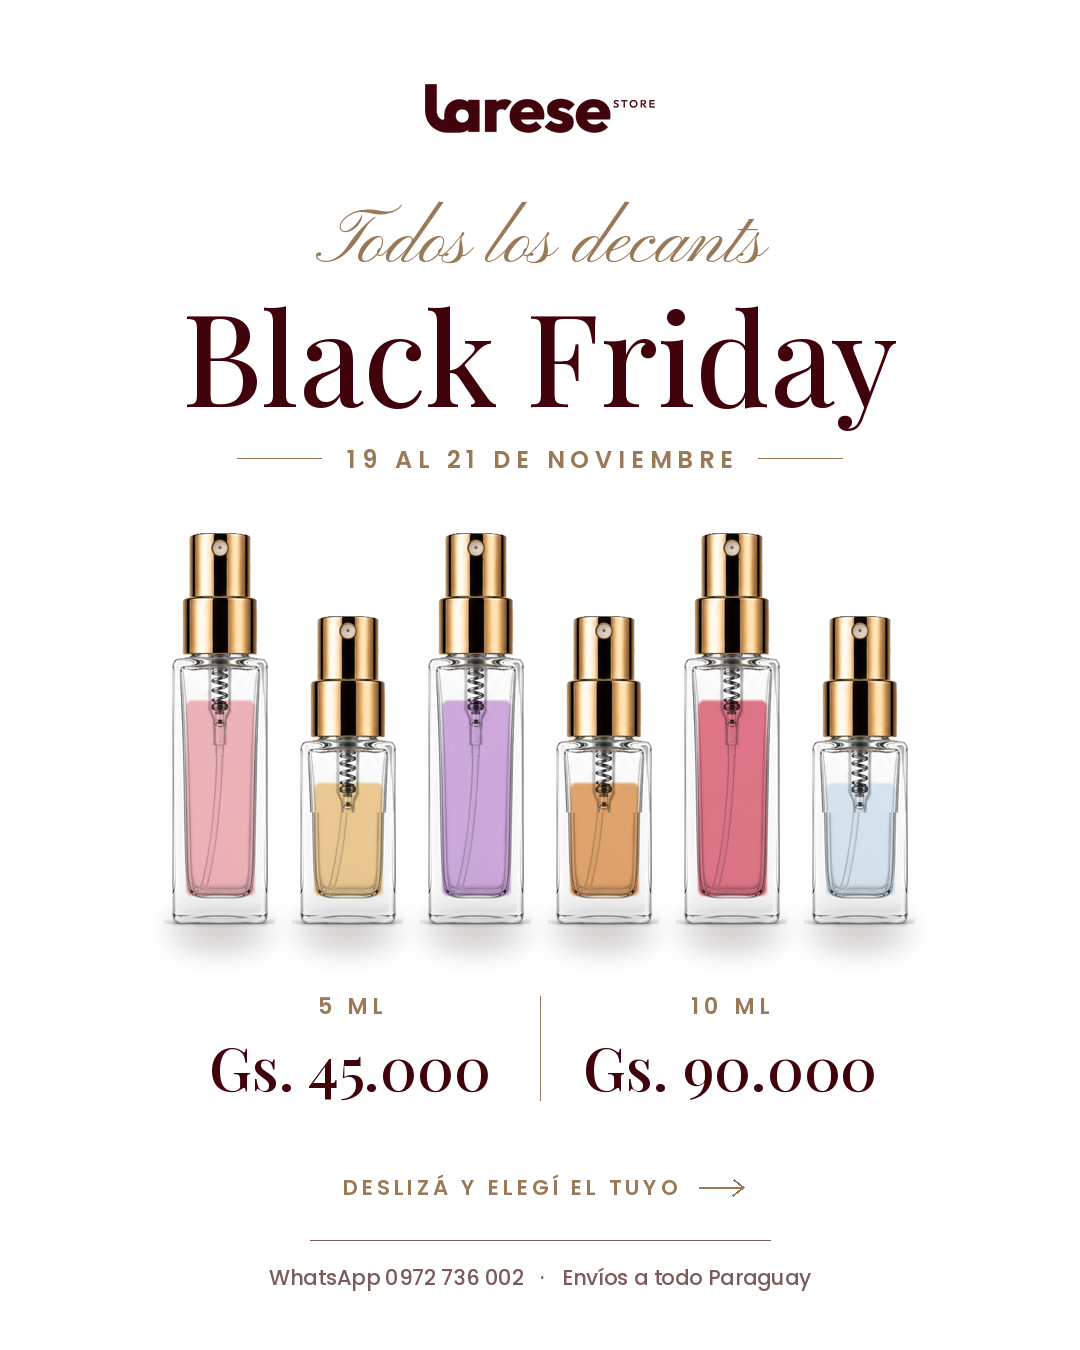 Larese STORE
Todos los decants
Black Friday
19 AL 21 DE NOVIEMBRE
5 ML
Gs. 45.000
10 ML
Gs. 90.000
DESLIZÁ Y ELEGÍ EL TUYO
WhatsApp 0972 736 002 · Envíos a todo Paraguay